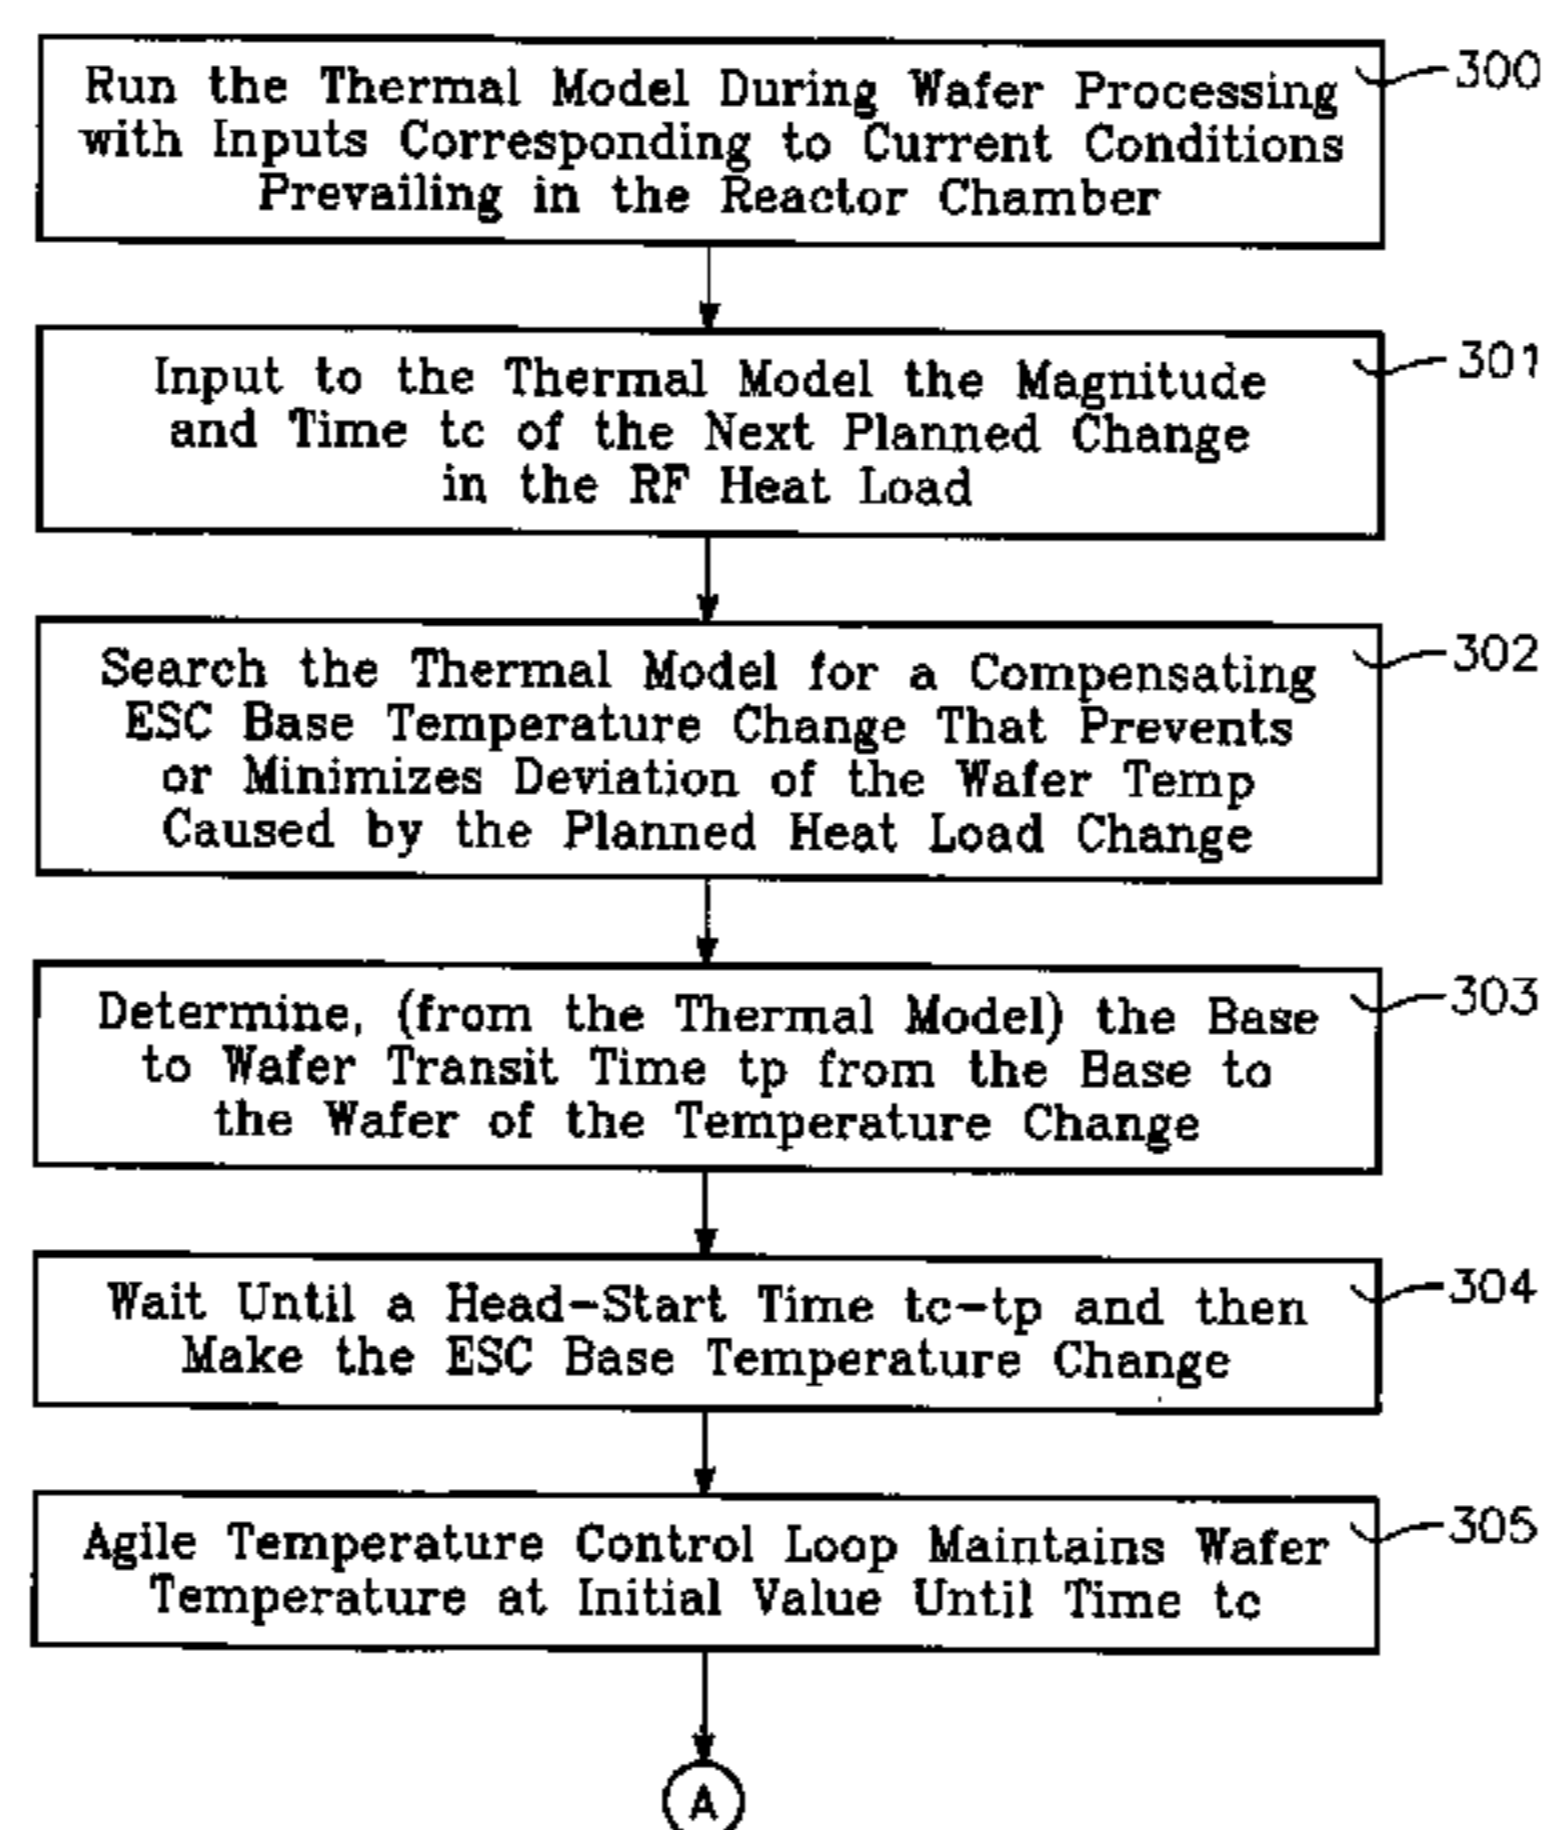 Run the Thermal Model During Wafer Processing
with Inputs Corresponding to Current Conditions
Prevailing in the Reactor Chamber
300
Input to the Thermal Model the Magnitude
and Time tc of the Next Planned Change
in the RF Heat Load
301
Search the Thermal Model for a Compensating
ESC Base Temperature Change That Prevents
or Minimizes Deviation of the Wafer Temp
Caused by the Planned Heat Load Change
302
Determine, (from the Thermal Model) the Base
to Wafer Transit Time tp from the Base to
the Wafer of the Temperature Change
303
Wait Until a Head-Start Time tc-tp and then
Make the ESC Base Temperature Change
304
Agile Temperature Control Loop Maintains Wafer
Temperature at Initial Value Until Time tc
305
A